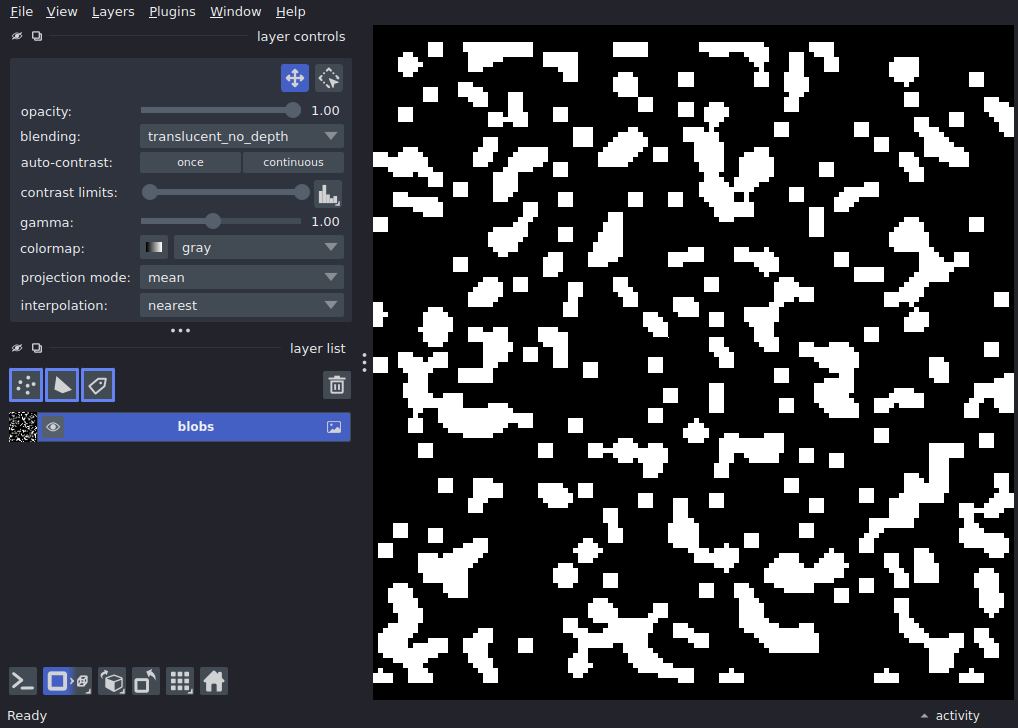 File View Layers Plugins Window Help
layer controls
opacity: 1.00
blending: translucent_no_depth
auto-contrast: once continuous
contrast limits:
gamma: 1.00
colormap: gray
projection mode: mean
interpolation: nearest
layer list
blobs
Ready activity